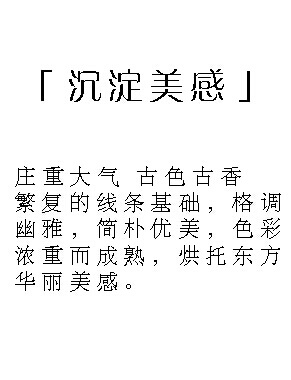 「沉淀美感」
庄重大气 古色古香
繁复的线条基础，格调
幽雅，简朴优美，色彩
浓重而成熟，烘托东方
华丽美感。